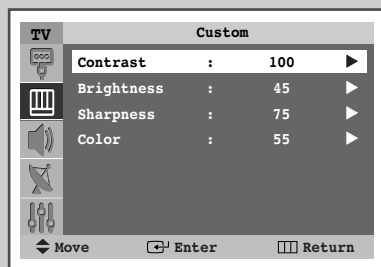 TV Custom
Contrast : 100
Brightness : 45
Sharpness : 75
Color : 55
Move Enter Return